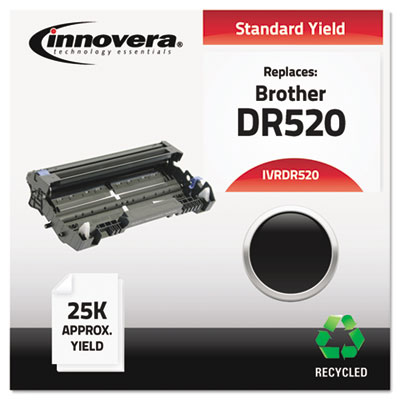 innovera
technology essentials
Standard Yield
Replaces:
Brother
DR520
IVRDR520
25K
APPROX.
YIELD
RECYCLED